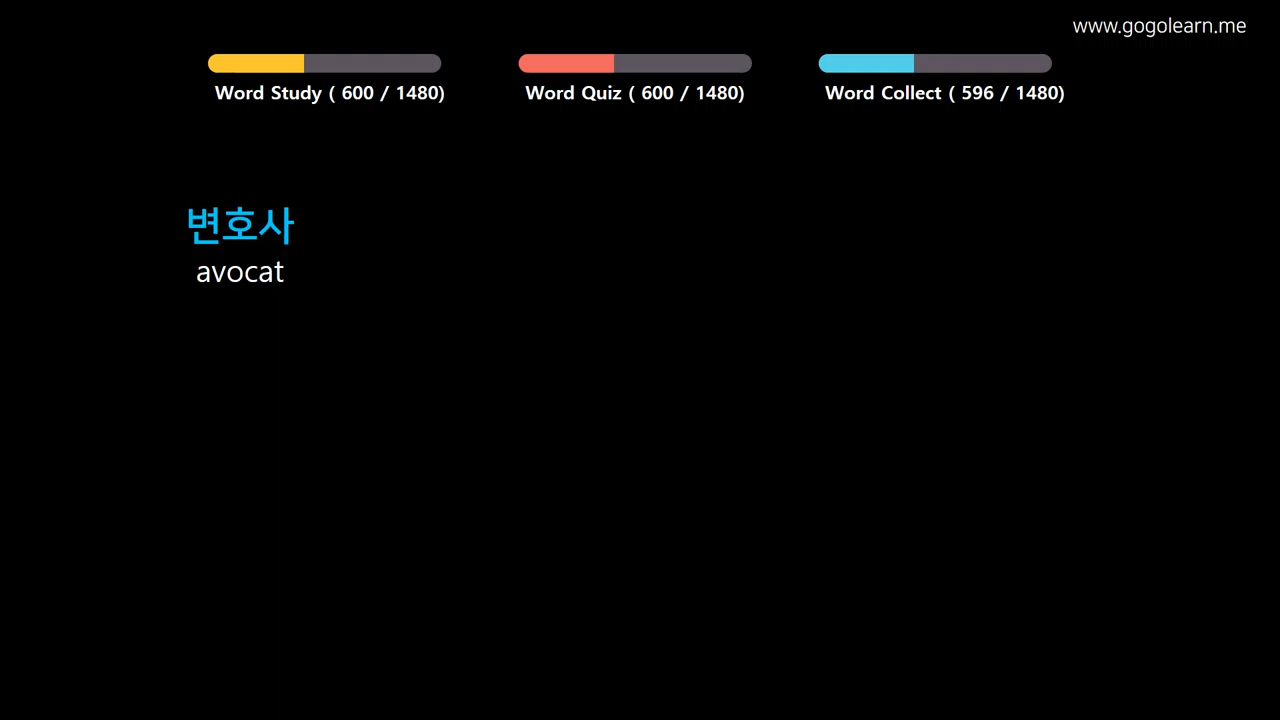 www.gogolearn.me
Word Study ( 600 / 1480)
Word Quiz ( 600 / 1480)
Word Collect ( 596 / 1480)
변호사
avocat